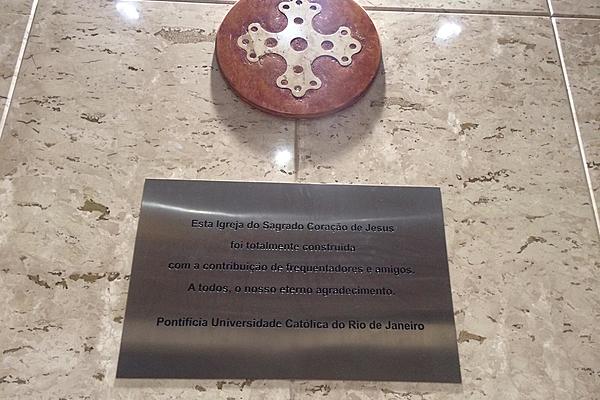 Esta Igreja do Sagrado Coração de Jesus
foi totalmente construída
com a contribuição de frequentadores e amigos.
A todos, o nosso eterno agradecimento.
Pontifícia Universidade Católica do Rio de Janeiro